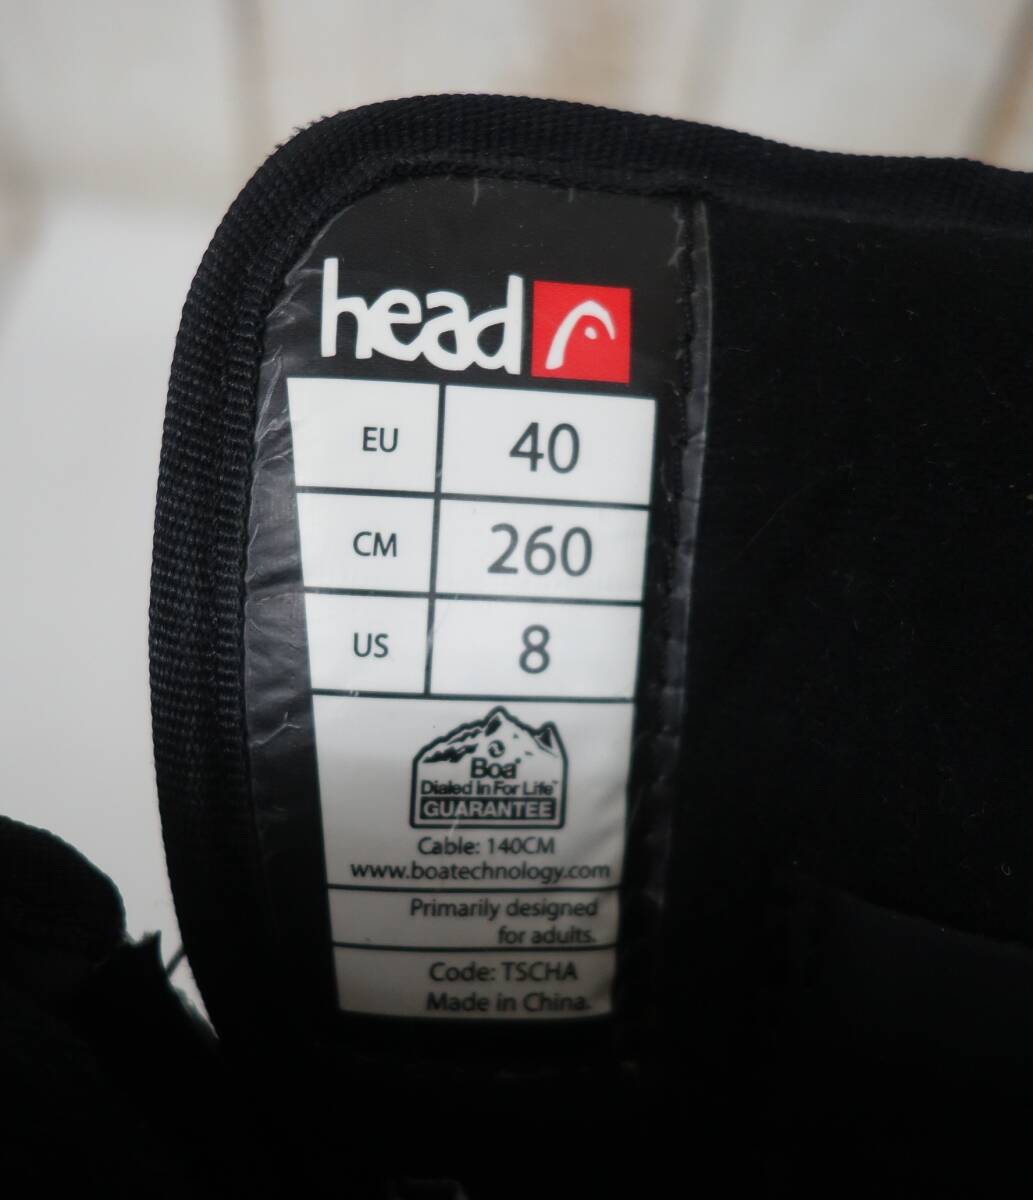 head
EU 40
CM 260
US 8
Boa®
Dialed In For Life™
GUARANTEE
Cable: 140CM
www.boatechnology.com
Primarily designed
for adults.
Code: TSCHA
Made in China.